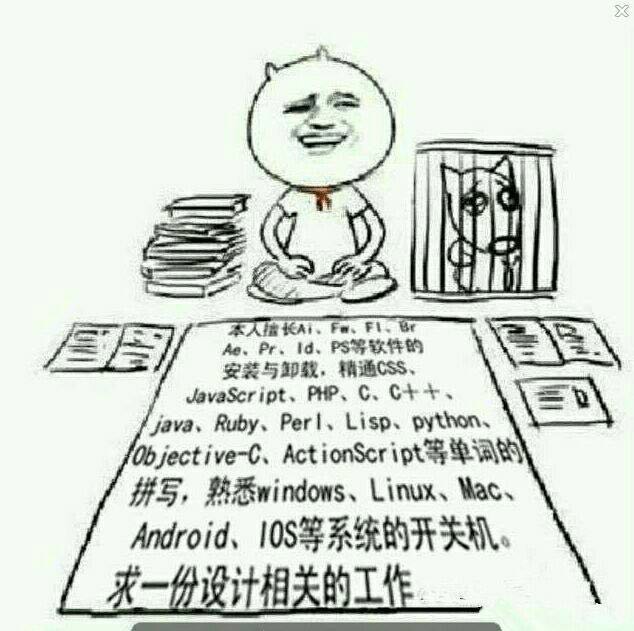 本人擅长Ai、Fw、Fl、Br
Ae、Pr、Id、PS等软件的
安装与卸载，精通CSS、
JavaScript、PHP、C、C＋＋、
java、Ruby、Perl、Lisp、python、
Objective-C、ActionScript等单词的
拼写，熟悉windows、Linux、Mac、
Android、IOS等系统的开关机。
求一份设计相关的工作